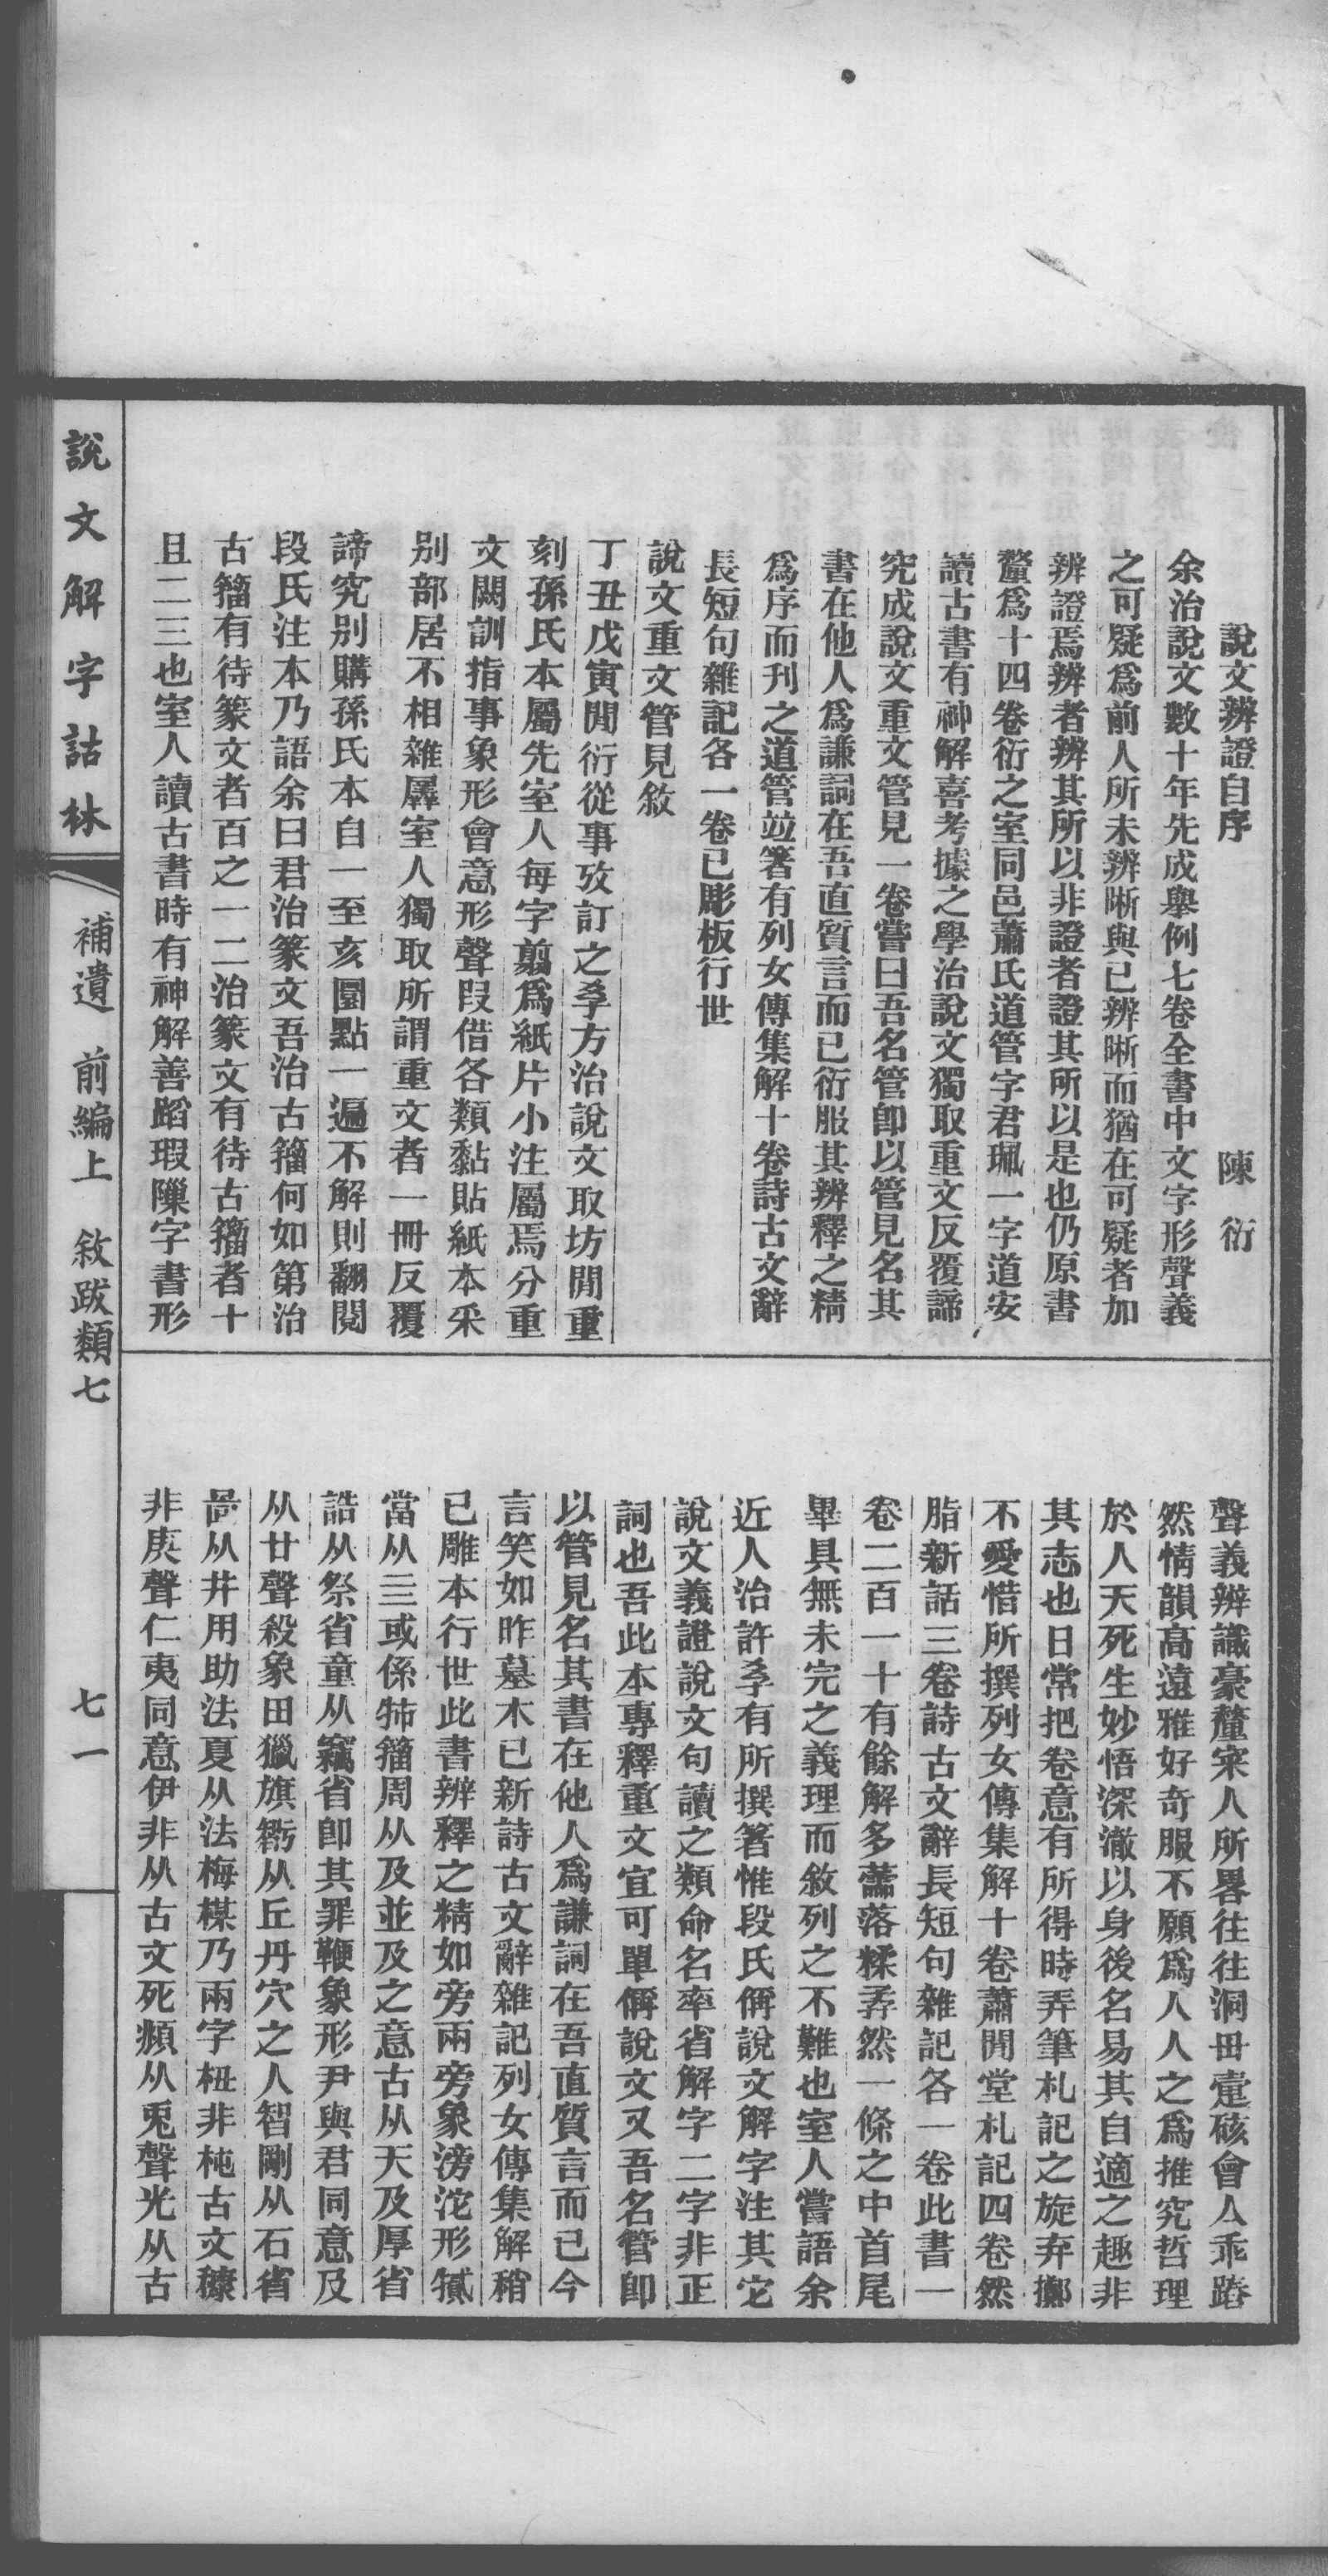 說文辨證自序　陳衍
余治說文數十年先成舉例七卷全書中文字形聲義
之可疑爲前人所未辨晰與已辨晰而猶在可疑者加
辨證焉辨者辨其所以非證者證其所以是也仍原書
釐爲十四卷衍之室同邑蕭氏道管字君珮一字道安
讀古書有神解喜考據之學治說文獨取重文反覆諦
究成說文重文管見一卷嘗曰吾名管卽以管見名其
書在他人爲謙詞在吾直質言而已衍服其辨釋之精
爲序而刊之道管竝箸有列女傳集解十卷詩古文辭
長短句雜記各一卷已彫板行世
說文重文管見敘
丁丑戊寅閒衍從事攷訂之孚方治說文取坊閒重
刻孫氏本屬先室人每字翦爲紙片小注屬焉分重
文闕訓指事象形會意形聲叚借各類黏貼紙本釆
别部居不相雜羼室人獨取所謂重文者一冊反覆
諦究别購孫氏本自一至亥圈點一遍不解則翻閱
段氏注本乃語余曰君治篆文吾治古籒何如第治
古籒有待篆文者百之一二治篆文有待古籒者十
且二三也室人讀古書時有神解善蹈瑕隟字書形
聲義辨識豪釐寀人所畧往往洞毌疐硋會亼乖踳
然情韻高遠雅好奇服不願爲人人之爲推究哲理
於人天死生妙悟深澈以身後名易其自適之趣非
其志也日常把卷意有所得時弄筆札記之旋弃擲
不愛惜所撰列女傳集解十卷蕭閒堂札記四卷然
脂新話三卷詩古文辭長短句雜記各一卷此書一
卷二百一十有餘解多蘦落糅孨然一條之中首尾
畢具無未完之義理而敘列之不難也室人嘗語余
近人治許孚有所撰箸惟段氏偁說文解字注其它
說文義證說文句讀之類命名率省解字二字非正
詞也吾此本專釋重文宜可單偁說文又吾名管卽
以管見名其書在他人爲謙詞在吾直質言而已今
言笑如昨墓木已新詩古文辭雜記列女傳集解稍
已雕本行世此書辨釋之精如旁兩旁象滂沱形犙
當从亖或係㹑籒周从及並及之意古从天及厚省
誥从祭省童从竊省卽其罪鞭象形尹與君同意及
从廿聲殺象田獵旗㣔从丘丹穴之人智剛从石省
㐭从井用助法夏从法梅楳乃兩字杻非杶古文穅
非庚聲仁夷同意伊非从古文死頫从兎聲光从古
說文解字詁林　補遺　前編上　敘跋類七　七一